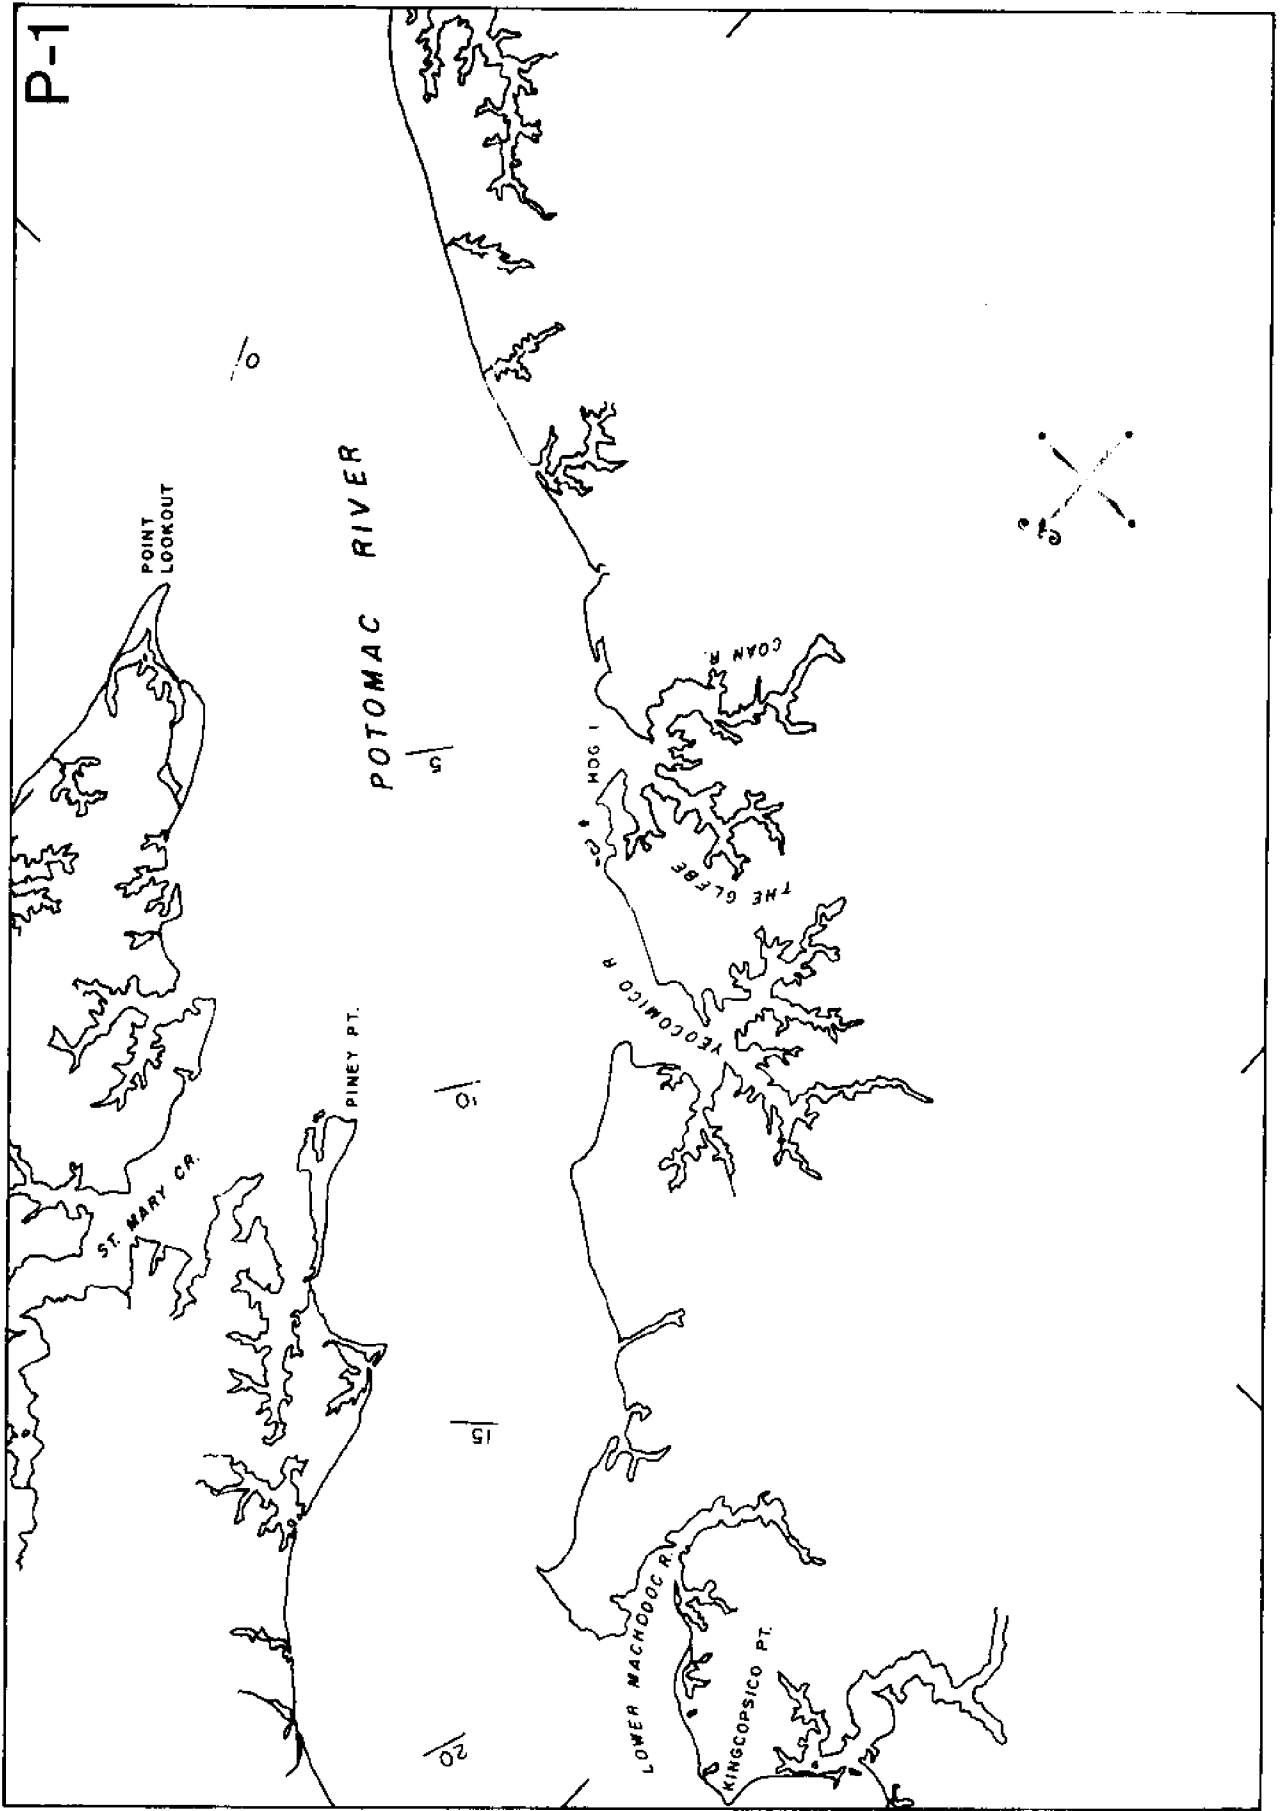 P-1
0
POINT
LOOKOUT
POTOMAC RIVER
COAN R.
5
HOG I
THE GLEBE
YEOCOMICO R
10
PINEY PT.
ST. MARY CR.
15
LOWER MACHODOC R.
KINGCOPSICO PT.
20